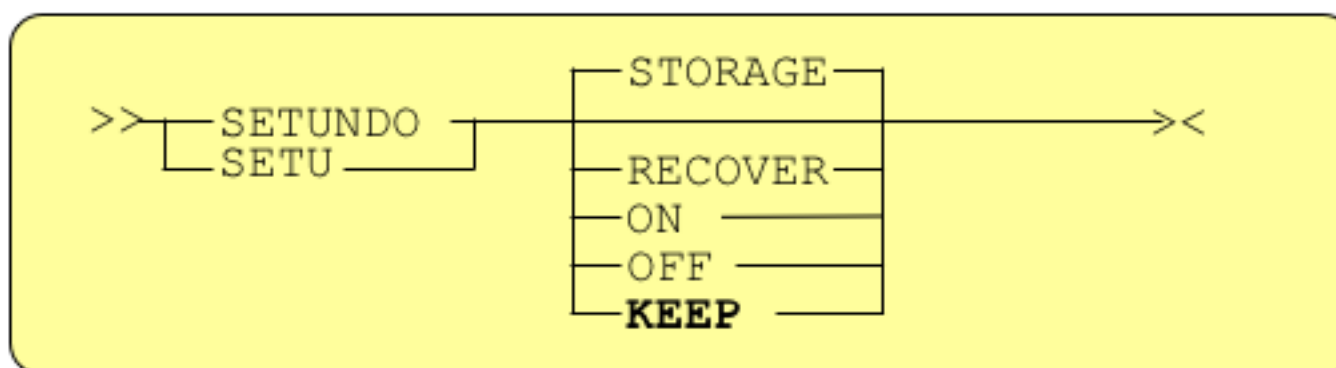 STORAGE
>> SETUNDO ><
SETU
RECOVER
ON
OFF
KEEP